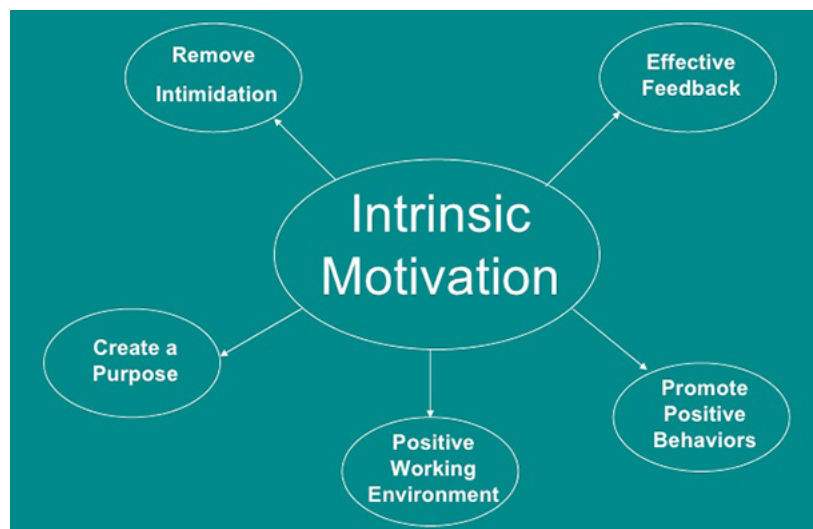 Remove
Intimidation
Effective
Feedback
Intrinsic
Motivation
Create a
Purpose
Positive
Working
Environment
Promote
Positive
Behaviors